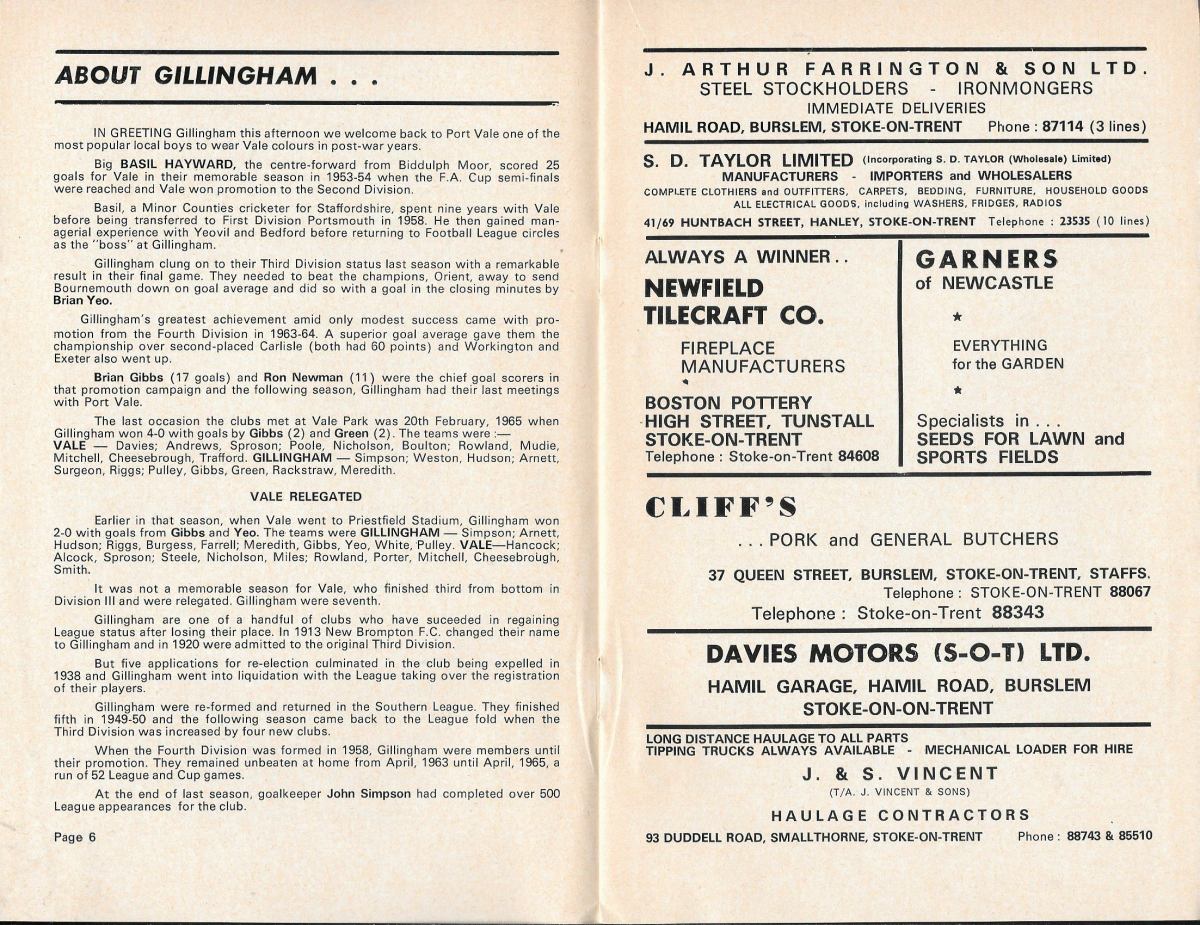 ABOUT GILLINGHAM . . .
IN GREETING Gillingham this afternoon we welcome back to Port Vale one of the
most popular local boys to wear Vale colours in post-war years.
Big BASIL HAYWARD, the centre-forward from Biddulph Moor, scored 25
goals for Vale in their memorable season in 1953-54 when the F.A. Cup semi-finals
were reached and Vale won promotion to the Second Division.
Basil, a Minor Counties cricketer for Staffordshire, spent nine years with Vale
before being transferred to First Division Portsmouth in 1958. He then gained man-
agerial experience with Yeovil and Bedford before returning to Football League circles
as the "boss" at Gillingham.
Gillingham clung on to their Third Division status last season with a remarkable
result in their final game. They needed to beat the champions, Orient, away to send
Bournemouth down on goal average and did so with a goal in the closing minutes by
Brian Yeo.
Gillingham's greatest achievement amid only modest success came with pro-
motion from the Fourth Division in 1963-64. A superior goal average gave them the
championship over second-placed Carlisle (both had 60 points) and Workington and
Exeter also went up.
Brian Gibbs (17 goals) and Ron Newman (11) were the chief goal scorers in
that promotion campaign and the following season, Gillingham had their last meetings
with Port Vale.
The last occasion the clubs met at Vale Park was 20th February, 1965 when
Gillingham won 4-0 with goals by Gibbs (2) and Green (2). The teams were :—
VALE — Davies; Andrews, Sproson; Poole, Nicholson, Boulton; Rowland, Mudie,
Mitchell, Cheesebrough, Trafford. GILLINGHAM — Simpson; Weston, Hudson; Arnett,
Surgeon, Riggs; Pulley, Gibbs, Green, Rackstraw, Meredith.
VALE RELEGATED
Earlier in that season, when Vale went to Priestfield Stadium, Gillingham won
2-0 with goals from Gibbs and Yeo. The teams were GILLINGHAM — Simpson; Arnett,
Hudson; Riggs, Burgess, Farrell; Meredith, Gibbs, Yeo, White, Pulley. VALE—Hancock;
Alcock, Sproson; Steele, Nicholson, Miles; Rowland, Porter, Mitchell, Cheesebrough,
Smith.
It was not a memorable season for Vale, who finished third from bottom in
Division III and were relegated. Gillingham were seventh.
Gillingham are one of a handful of clubs who have suceeded in regaining
League status after losing their place. In 1913 New Brompton F.C. changed their name
to Gillingham and in 1920 were admitted to the original Third Division.
But five applications for re-election culminated in the club being expelled in
1938 and Gillingham went into liquidation with the League taking over the registration
of their players.
Gillingham were re-formed and returned in the Southern League. They finished
fifth in 1949-50 and the following season came back to the League fold when the
Third Division was increased by four new clubs.
When the Fourth Division was formed in 1958, Gillingham were members until
their promotion. They remained unbeaten at home from April, 1963 until April, 1965, a
run of 52 League and Cup games.
At the end of last season, goalkeeper John Simpson had completed over 500
League appearances for the club.
Page 6
J. ARTHUR FARRINGTON & SON LTD.
STEEL STOCKHOLDERS - IRONMONGERS
IMMEDIATE DELIVERIES
HAMIL ROAD, BURSLEM, STOKE-ON-TRENT Phone : 87114 (3 lines)
S. D. TAYLOR LIMITED (Incorporating S. D. TAYLOR (Wholesale) Limited)
MANUFACTURERS - IMPORTERS and WHOLESALERS
COMPLETE CLOTHIERS and OUTFITTERS, CARPETS, BEDDING, FURNITURE, HOUSEHOLD GOODS
ALL ELECTRICAL GOODS, including WASHERS, FRIDGES, RADIOS
41/69 HUNTBACH STREET, HANLEY, STOKE-ON-TRENT Telephone : 23535 (10 lines)
ALWAYS A WINNER . .
NEWFIELD
TILECRAFT CO.
FIREPLACE
MANUFACTURERS
BOSTON POTTERY
HIGH STREET, TUNSTALL
STOKE-ON-TRENT
Telephone : Stoke-on-Trent 84608
GARNERS
of NEWCASTLE
★
EVERYTHING
for the GARDEN
★
Specialists in . . .
SEEDS FOR LAWN and
SPORTS FIELDS
CLIFF'S
. . . PORK and GENERAL BUTCHERS
37 QUEEN STREET, BURSLEM, STOKE-ON-TRENT, STAFFS.
Telephone : STOKE-ON-TRENT 88067
Telephone : Stoke-on-Trent 88343
DAVIES MOTORS (S-O-T) LTD.
HAMIL GARAGE, HAMIL ROAD, BURSLEM
STOKE-ON-ON-TRENT
LONG DISTANCE HAULAGE TO ALL PARTS
TIPPING TRUCKS ALWAYS AVAILABLE - MECHANICAL LOADER FOR HIRE
J. & S. VINCENT
(T/A. J. VINCENT & SONS)
HAULAGE CONTRACTORS
93 DUDDELL ROAD, SMALLTHORNE, STOKE-ON-TRENT Phone : 88743 & 85510